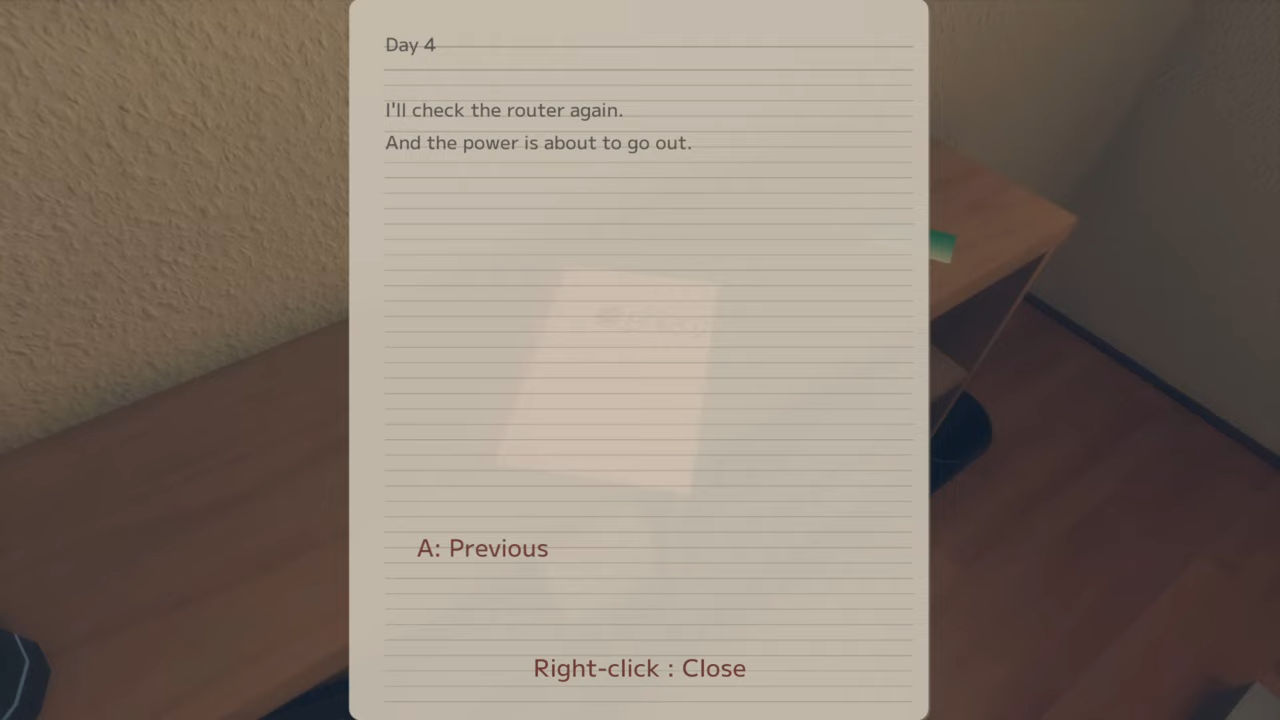 Day 4
I'll check the router again.
And the power is about to go out.
A: Previous
Right-click : Close